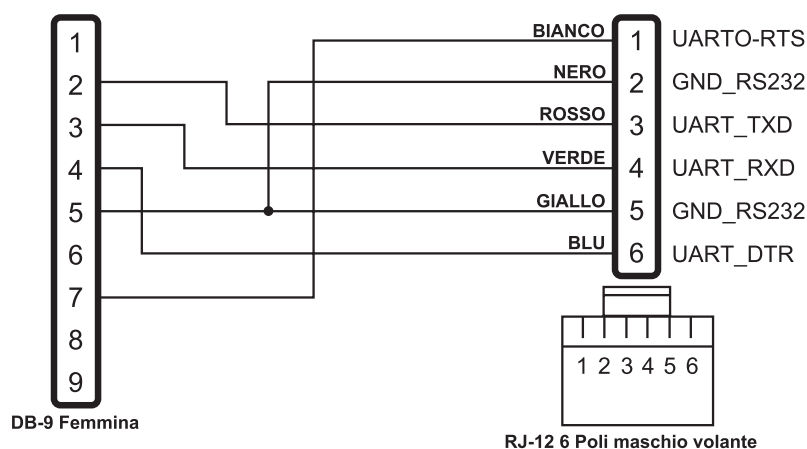 1
2
3
4
5
6
7
8
9
DB-9 Femmina
BIANCO 1 UARTO-RTS
NERO 2 GND_RS232
ROSSO 3 UART_TXD
VERDE 4 UART_RXD
GIALLO 5 GND_RS232
BLU 6 UART_DTR
1 2 3 4 5 6
RJ-12 6 Poli maschio volante